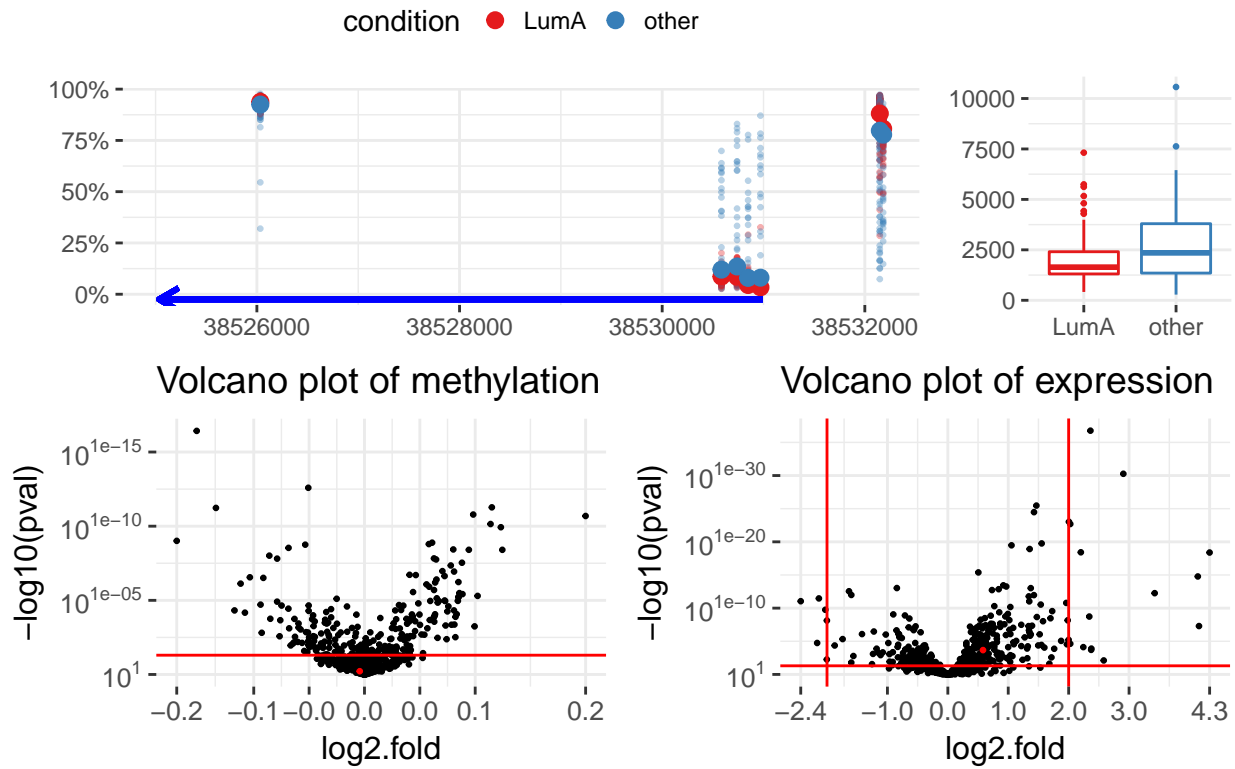 condition LumA other
100%
75%
50%
25%
0%
38526000 38528000 38530000 38532000
10000
7500
5000
2500
0
LumA other
Volcano plot of methylation
−log10(pval)
10^1e−15
10^1e−10
10^1e−05
10^1
−0.2 −0.1 −0.0 0.0 0.0 0.1 0.2
log2.fold
Volcano plot of expression
−log10(pval)
10^1e−30
10^1e−20
10^1e−10
10^1
−2.4 −1.0 0.0 1.0 2.0 3.0 4.3
log2.fold